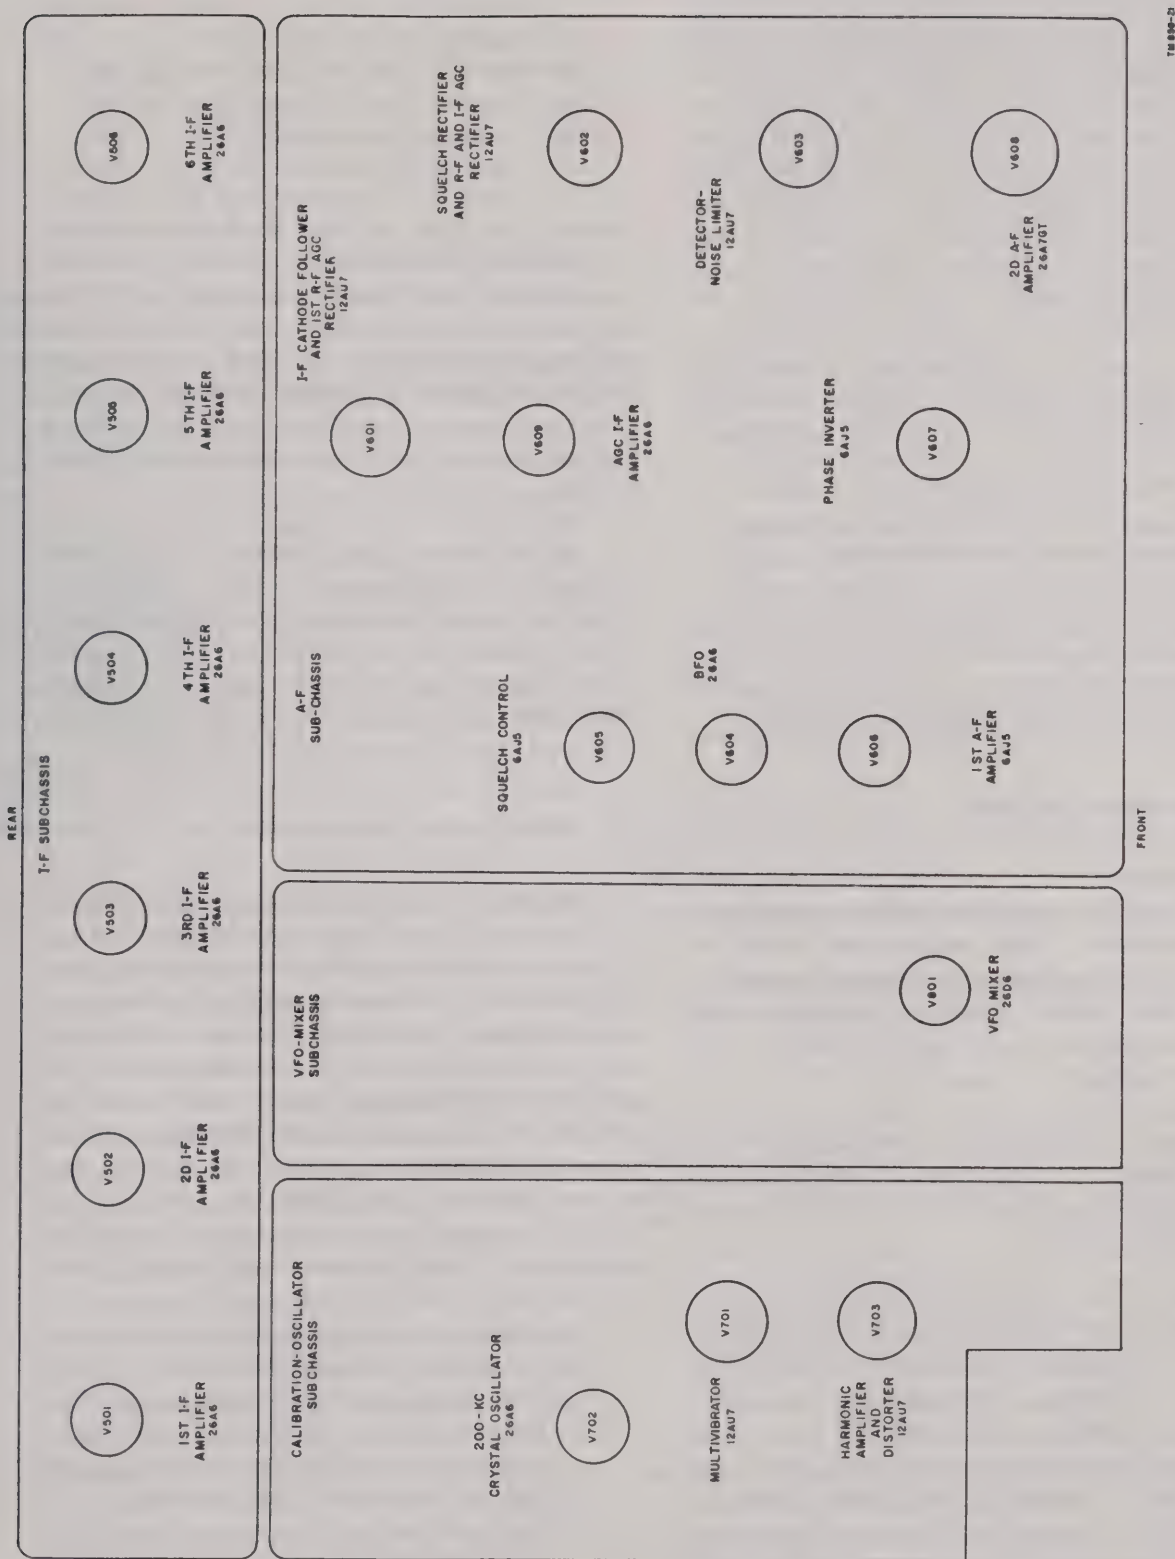 REAR
I-F SUBCHASSIS
V501
1ST I-F
AMPLIFIER
26A6
V502
2D I-F
AMPLIFIER
26A6
V503
3RD I-F
AMPLIFIER
26A6
V504
4TH I-F
AMPLIFIER
26A6
V505
5TH I-F
AMPLIFIER
26A6
V506
6TH I-F
AMPLIFIER
26A6
CALIBRATION-OSCILLATOR
SUBCHASSIS
200-KC
CRYSTAL OSCILLATOR
26A6
V702
V701
MULTIVIBRATOR
12AU7
V703
HARMONIC
AMPLIFIER
AND
DISTORTER
12AU7
VFO-MIXER
SUBCHASSIS
V801
VFO MIXER
26D6
A-F
SUB-CHASSIS
SQUELCH CONTROL
6AJ5
V605
BFO
26A6
V604
V606
1ST A-F
AMPLIFIER
6AJ5
I-F CATHODE FOLLOWER
AND 1ST R-F AGC
RECTIFIER
12AU7
V601
V609
AGC I-F
AMPLIFIER
26A6
PHASE INVERTER
6AJ5
V607
SQUELCH RECTIFIER
AND R-F AND I-F AGC
RECTIFIER
12AU7
V602
DETECTOR-
NOISE LIMITER
12AU7
V603
V608
2D A-F
AMPLIFIER
26A7GT
FRONT